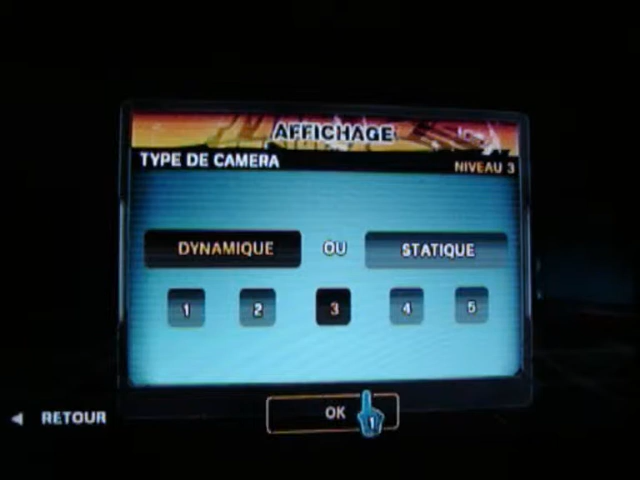 AFFICHAGE
TYPE DE CAMERA
NIVEAU 3
DYNAMIQUE OU STATIQUE
1 2 3 4 5
OK 1
RETOUR